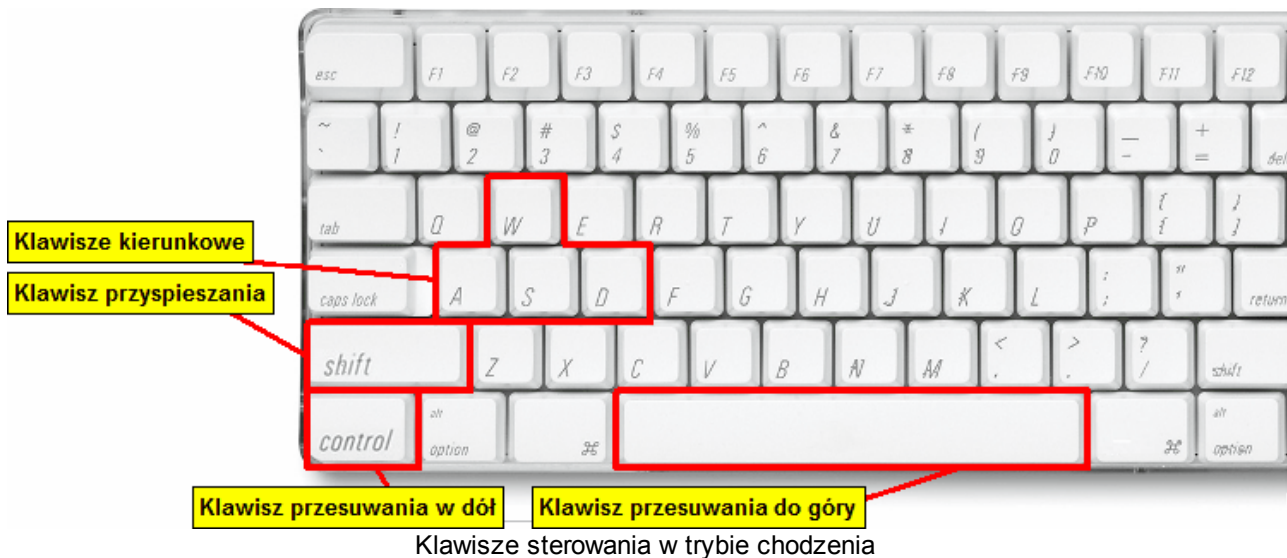 esc F1 F2 F3 F4 F5 F6 F7 F8 F9 F10 F11 F12
~ ! @ # $ % ^ & * ( ) — +
` 1 2 3 4 5 6 7 8 9 0 - = del
tab Q W E R T Y U I O P { }
[ ]
Klawisze kierunkowe
Klawisz przyspieszania
caps lock A S D F G H J K L : "
; ' return
shift Z X C V B N M < > ?
, . / shift
control alt option ⌘ ⌘ alt option
Klawisz przesuwania w dół Klawisz przesuwania do góry
Klawisze sterowania w trybie chodzenia